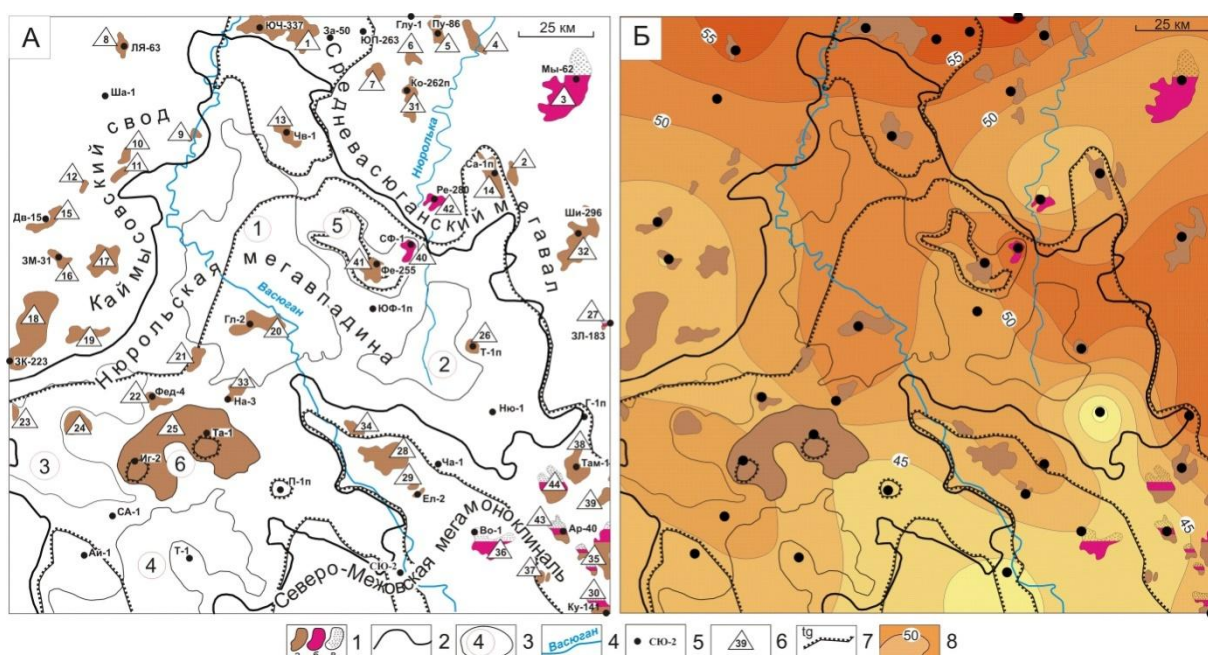 А
25 км
8
ЛЯ-63
ЮЧ-337
1
За-50
ЮП-263
Глу-1
Пу-86
6
5
4
7
Ко-262п
31
Мы-62
3
Ша-1
Каймысовский свод
Средневасюганский мегавал
Нюролька
13
Чв-1
9
10
11
12
Дв-15
15
ЗМ-31
16
17
18
19
ЗК-223
Са-1п
2
14
Ре-280
42
Ши-296
32
1
5
СФ-1
40
41
Фе-255
ЮФ-1п
Нюрольская мегавпадина
Васюган
Гл-2
20
21
26
Т-1п
2
27
ЗЛ-183
22
Фед-4
33
На-3
23
24
25
Та-1
Иг-2
6
3
Ню-1
Г-1п
34
28
29
Ча-1
Ел-2
38
Там-1
44
39
П-1п
СА-1
Ай-1
Т-1
4
43
Во-1
36
Ар-40
35
37
30
Ку-141
СЮ-2
Северо-Межовская мегамоноклиналь
Б
25 км
55
55
50
50
50
45
45
1
2
4
3
Васюган
4
СЮ-2
5
39
6
tg
7
50
8